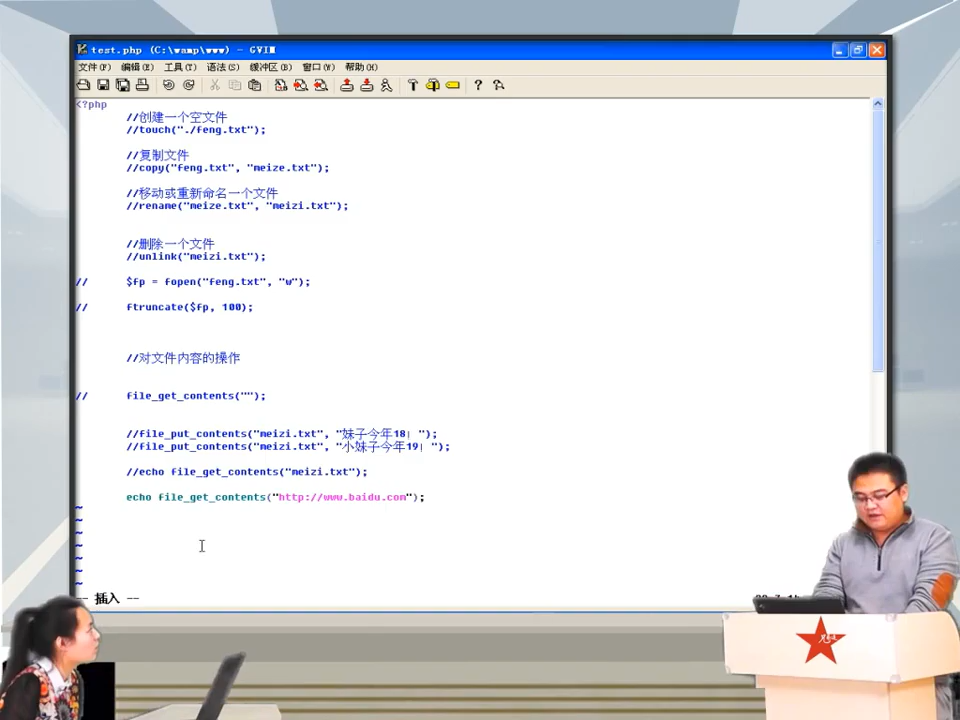 test.php (C:\wamp\www) - GVIM
文件(F) 编辑(E) 工具(T) 语法(S) 缓冲区(B) 窗口(W) 帮助(H)
<?php
//创建一个空文件
//touch("./feng.txt");
//复制文件
//copy("feng.txt", "meize.txt");
//移动或重新命名一个文件
//rename("meize.txt", "meizi.txt");
//删除一个文件
//unlink("meizi.txt");
// $fp = fopen("feng.txt", "w");
// ftruncate($fp, 100);
//对文件内容的操作
// file_get_contents("");
//file_put_contents("meizi.txt", "妹子今年18| ");
//file_put_contents("meizi.txt", "小妹子今年19| ");
//echo file_get_contents("meizi.txt");
echo file_get_contents("http://www.baidu.com");
~
~
~
~
~
~
~
-- 插入 --